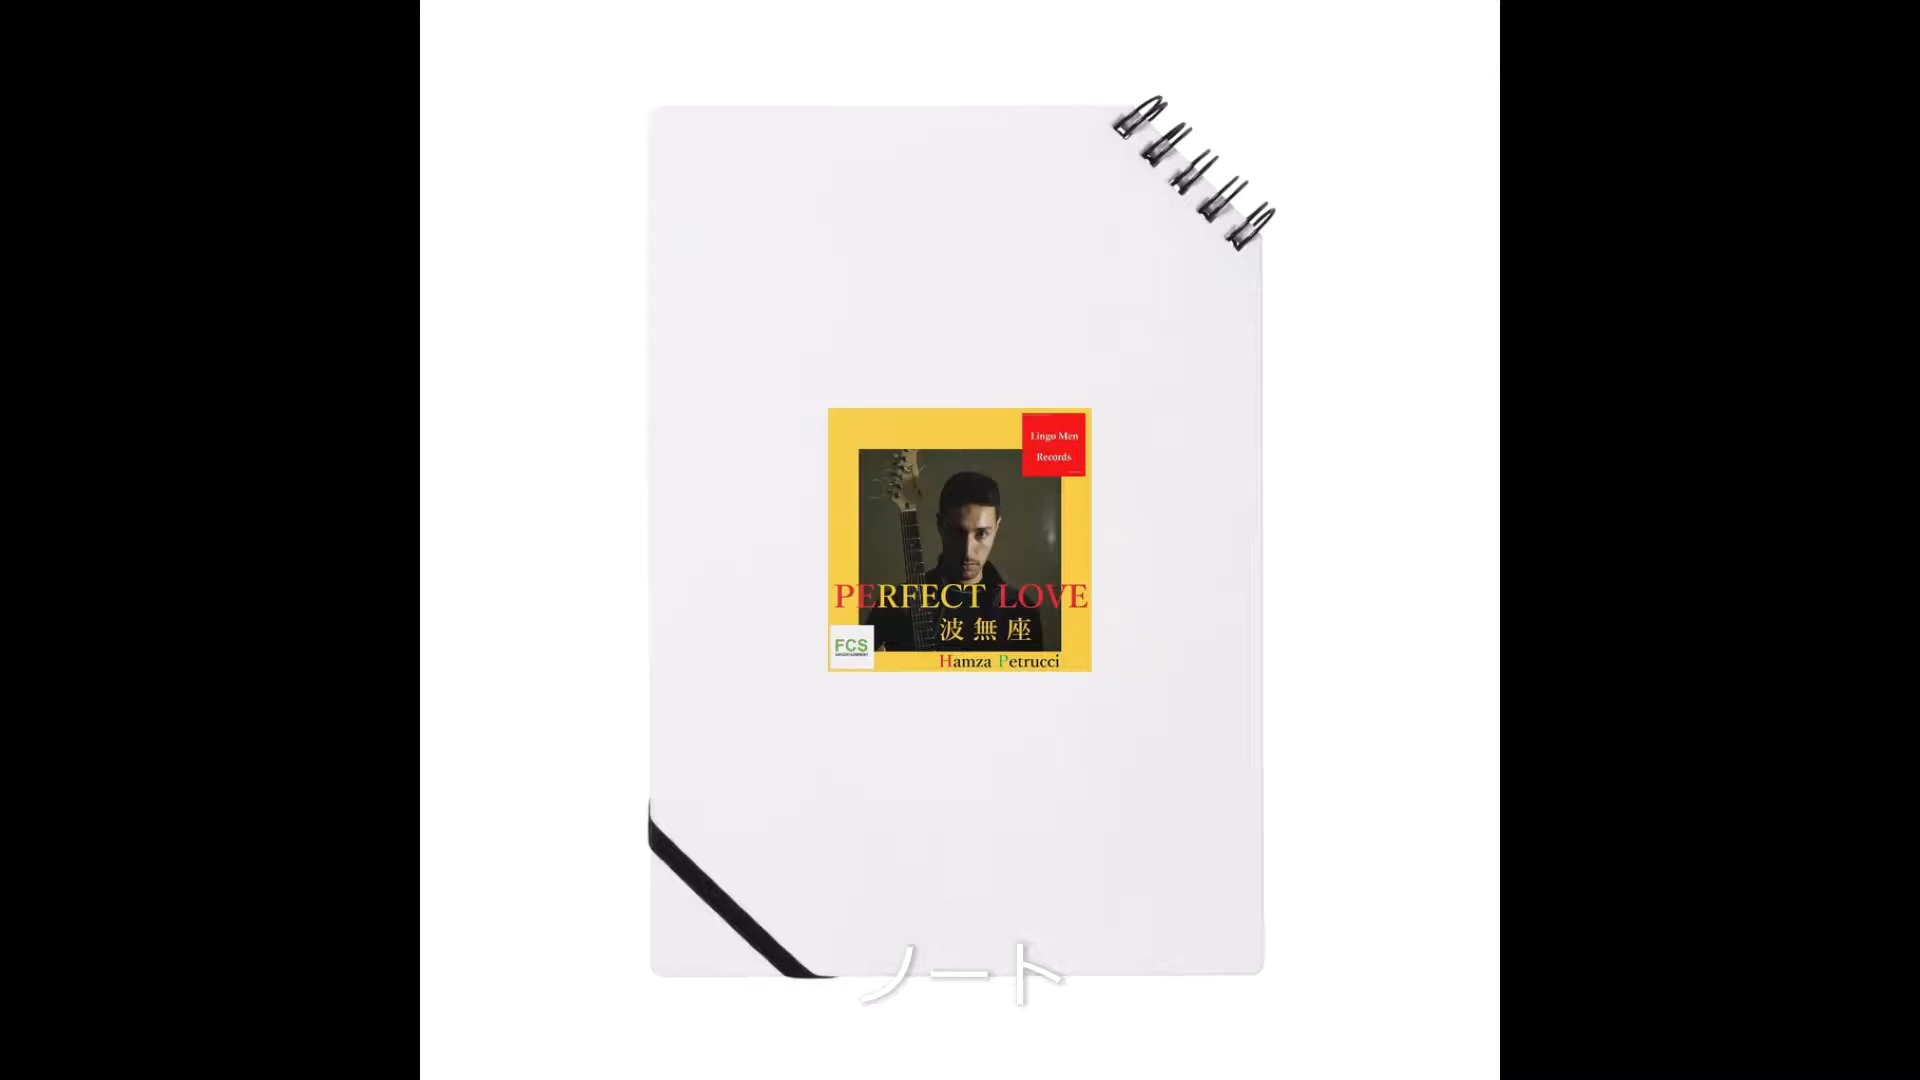 Lingo Men
Records
PERFECT LOVE
波無座
FCS
Hamza Petrucci
ノート